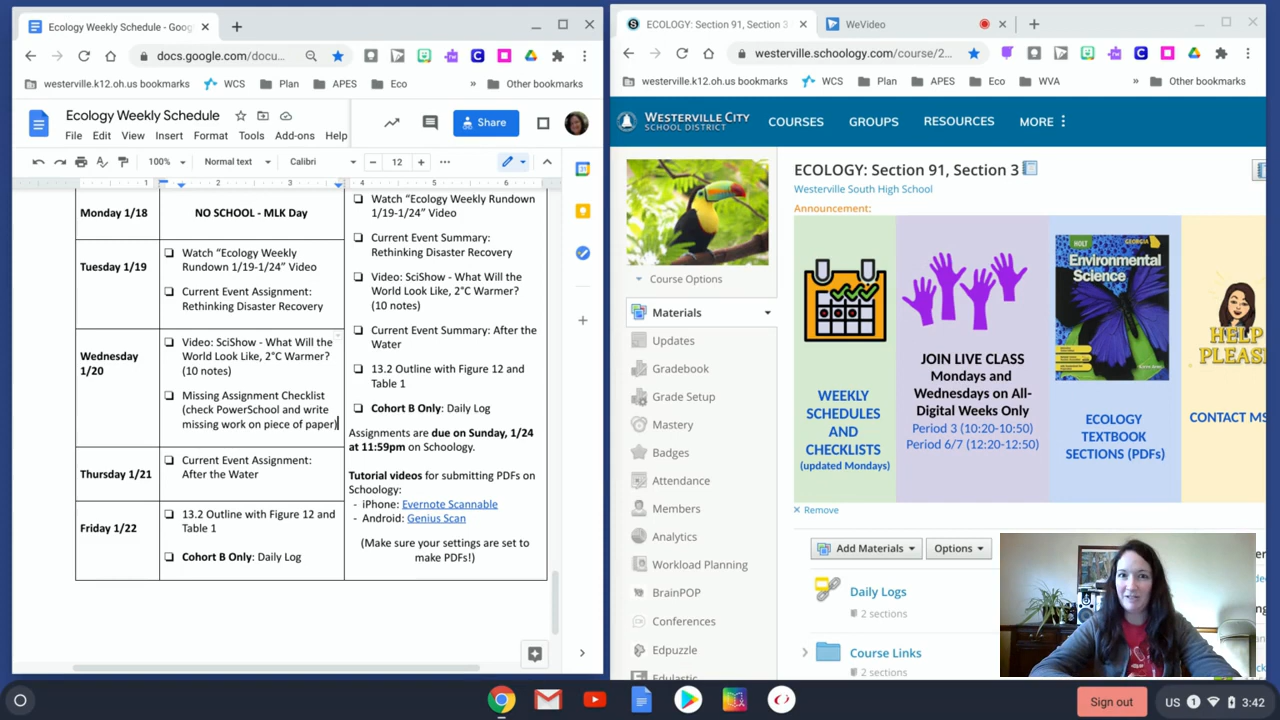 Ecology Weekly Schedule - Goog
docs.google.com/docu...
westerville.k12.oh.us bookmarks
WCS
Plan
APES
Eco
»
Other bookmarks
Ecology Weekly Schedule
File Edit View Insert Format Tools Add-ons Help
Share
100%
Normal text
Calibri
12
1 2 3 4 5 6
Monday 1/18
NO SCHOOL - MLK Day
Tuesday 1/19
Watch “Ecology Weekly
Rundown 1/19-1/24” Video
Current Event Assignment:
Rethinking Disaster Recovery
Wednesday
1/20
Video: SciShow - What Will the
World Look Like, 2°C Warmer?
(10 notes)
Missing Assignment Checklist
(check PowerSchool and write
missing work on piece of paper)
Thursday 1/21
Current Event Assignment:
After the Water
Friday 1/22
13.2 Outline with Figure 12 and
Table 1
Cohort B Only: Daily Log
Watch “Ecology Weekly Rundown
1/19-1/24” Video
Current Event Summary:
Rethinking Disaster Recovery
Video: SciShow - What Will the
World Look Like, 2°C Warmer?
(10 notes)
Current Event Summary: After the
Water
13.2 Outline with Figure 12 and
Table 1
Cohort B Only: Daily Log
Assignments are due on Sunday, 1/24
at 11:59pm on Schoology.
Tutorial videos for submitting PDFs on
Schoology:
- iPhone: Evernote Scannable
- Android: Genius Scan
(Make sure your settings are set to
make PDFs!)
ECOLOGY: Section 91, Section 3
WeVideo
westerville.schoology.com/course/2...
westerville.k12.oh.us bookmarks
WCS
Plan
APES
Eco
WVA
»
Other bookmarks
WESTERVILLE CITY
SCHOOL DISTRICT
COURSES
GROUPS
RESOURCES
MORE
ECOLOGY: Section 91, Section 3
Westerville South High School
Announcement:
Course Options
Materials
Updates
Gradebook
Grade Setup
Mastery
Badges
Attendance
Members
Analytics
Workload Planning
BrainPOP
Conferences
Edpuzzle
Edulastic
WEEKLY
SCHEDULES
AND
CHECKLISTS
(updated Mondays)
JOIN LIVE CLASS
Mondays and
Wednesdays on All-
Digital Weeks Only
Period 3 (10:20-10:50)
Period 6/7 (12:20-12:50)
HOLT
GEORGIA
Environmental
Science
ECOLOGY
TEXTBOOK
SECTIONS (PDFs)
HELP
PLEAS
CONTACT MS
Remove
Add Materials
Options
Daily Logs
2 sections
Course Links
2 sections
Sign out
US
1
3:42